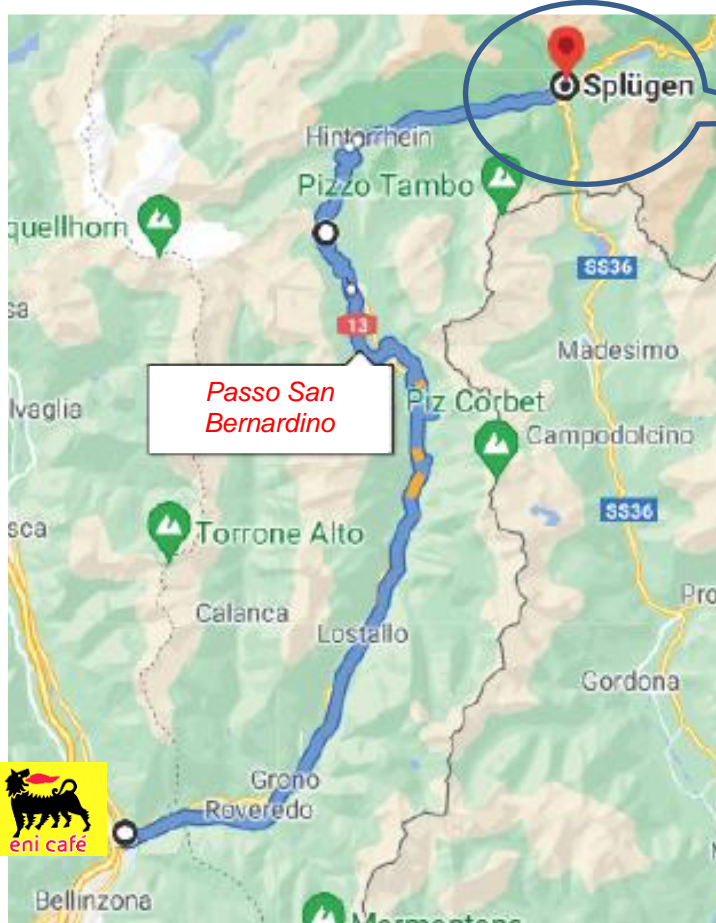 Splügen
Hinterrhein
Pizzo Tambo
quellhorn
SS36
sa
13
Madesimo
Passo San
Bernardino
lvaglia
Piz Corbet
Campodolcino
SS36
sca
Torrone Alto
Pro
Calanca
Lostallo
Gordona
Grono
Roveredo
eni café
Bellinzona